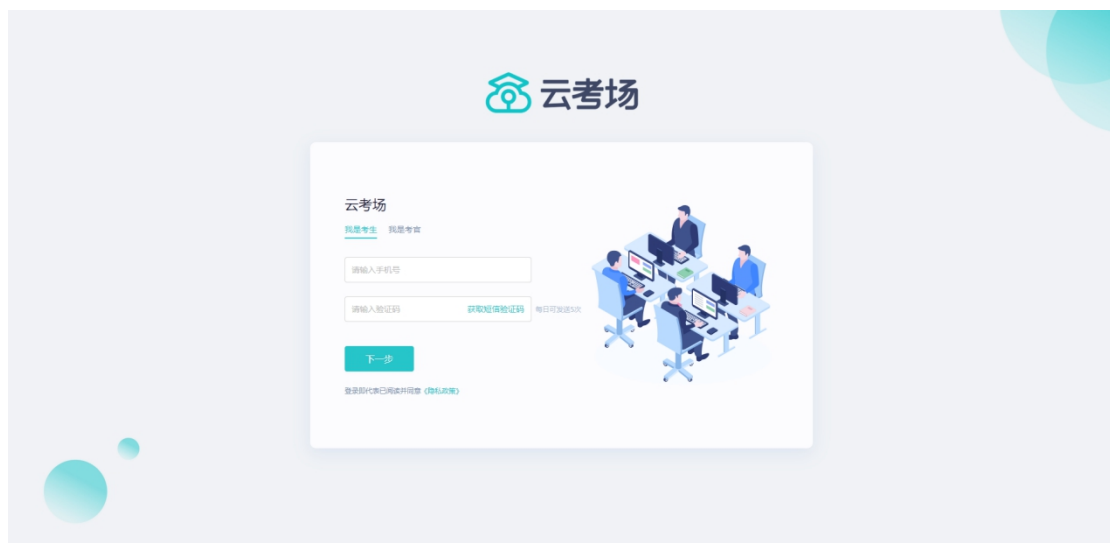 云考场
云考场
我是考生 我是考官
请输入手机号
请输入验证码 获取短信验证码 每日可发送5次
下一步
登录即代表已阅读并同意《隐私政策》